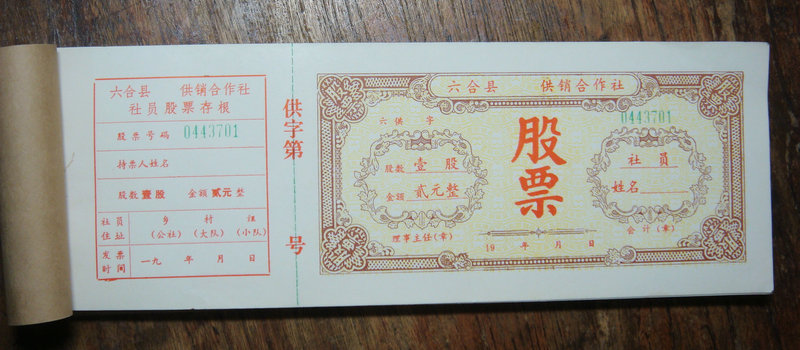 六合县 供销合作社
社员股票存根
股票号码 0443701
持票人姓名
股数 壹股 金额 贰元整
社员住址 乡(公社) 村(大队) 组(小队)
发票时间 一九 年 月 日
供字第 号
六合县 供销合作社
六供 字
0443701
股票
股数 壹 股
金额 贰元整
社员
姓名
理事主任(章)
19 年 月 日
会计(章)